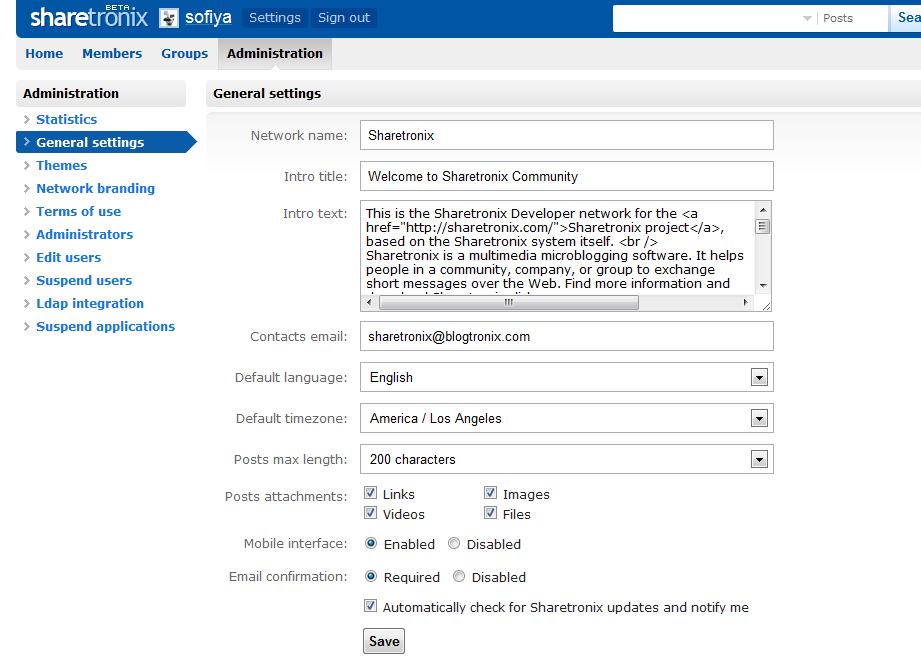 sharetronix BETA sofiya Settings Sign out Posts Sea
Home Members Groups Administration
Administration
> Statistics
> General settings
> Themes
> Network branding
> Terms of use
> Administrators
> Edit users
> Suspend users
> Ldap integration
> Suspend applications
General settings
Network name: Sharetronix
Intro title: Welcome to Sharetronix Community
Intro text: This is the Sharetronix Developer network for the <a
href="http://sharetronix.com/">Sharetronix project</a>,
based on the Sharetronix system itself. <br />
Sharetronix is a multimedia microblogging software. It helps
people in a community, company, or group to exchange
short messages over the Web. Find more information and
Contacts email: sharetronix@blogtronix.com
Default language: English
Default timezone: America / Los Angeles
Posts max length: 200 characters
Posts attachments: Links Images
Videos Files
Mobile interface: Enabled Disabled
Email confirmation: Required Disabled
Automatically check for Sharetronix updates and notify me
Save